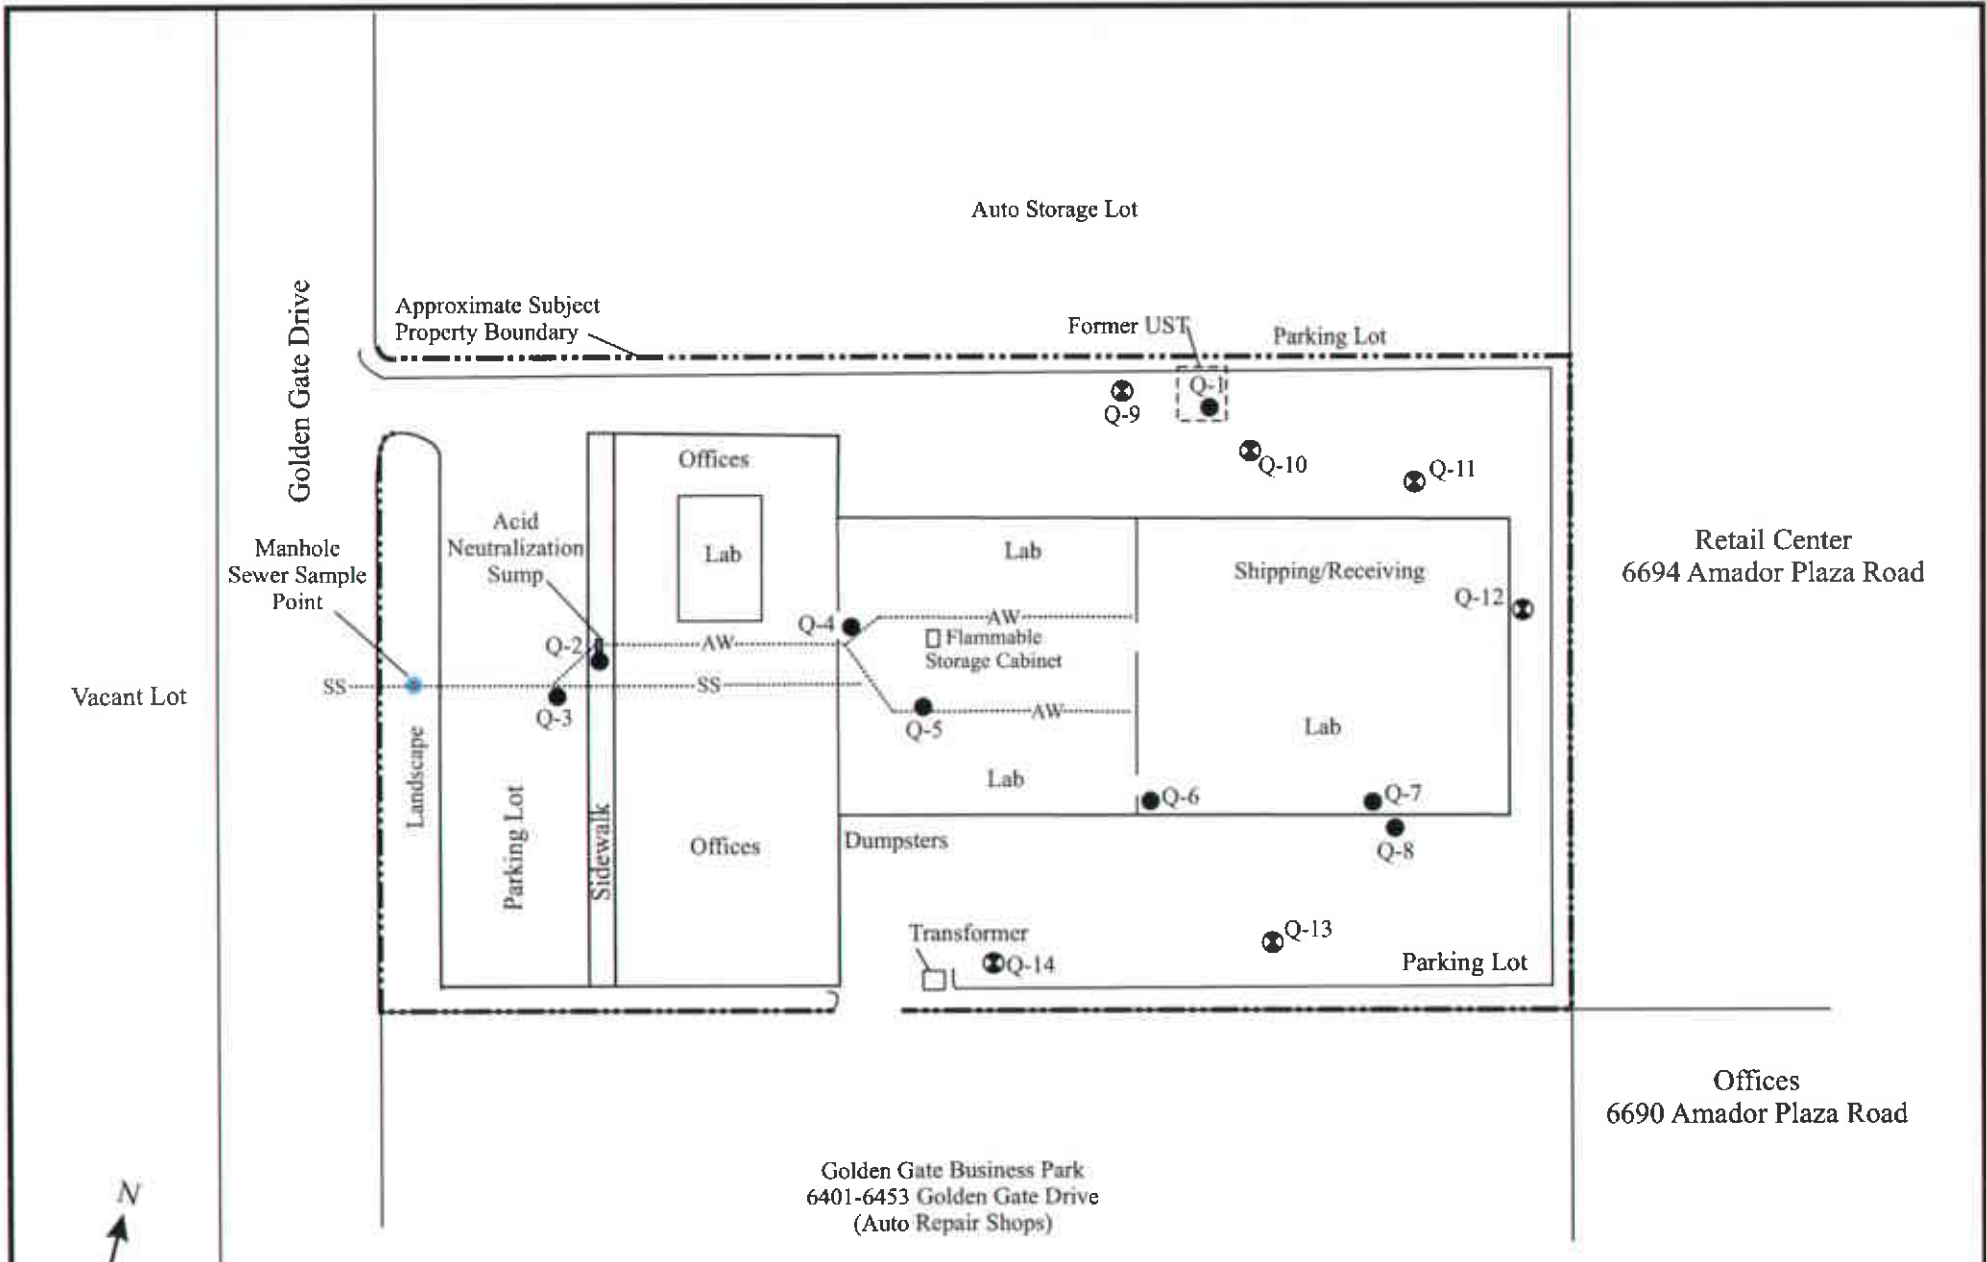 Auto Storage Lot
Golden Gate Drive
Approximate Subject
Property Boundary
Former UST
Parking Lot
Q-1
Q-9
Q-10
Q-11
Offices
Acid
Neutralization
Sump
Manhole
Sewer Sample
Point
Lab
Lab
Shipping/Receiving
Retail Center
6694 Amador Plaza Road
Q-12
Q-4
AW
Q-2
AW
Flammable
Storage Cabinet
SS
SS
Vacant Lot
Q-3
Q-5
AW
Lab
Landscape
Lab
Parking Lot
Sidewalk
Q-6
Q-7
Offices
Dumpsters
Q-8
Transformer
Q-13
Q-14
Parking Lot
Offices
6690 Amador Plaza Road
Golden Gate Business Park
6401-6453 Golden Gate Drive
(Auto Repair Shops)
N